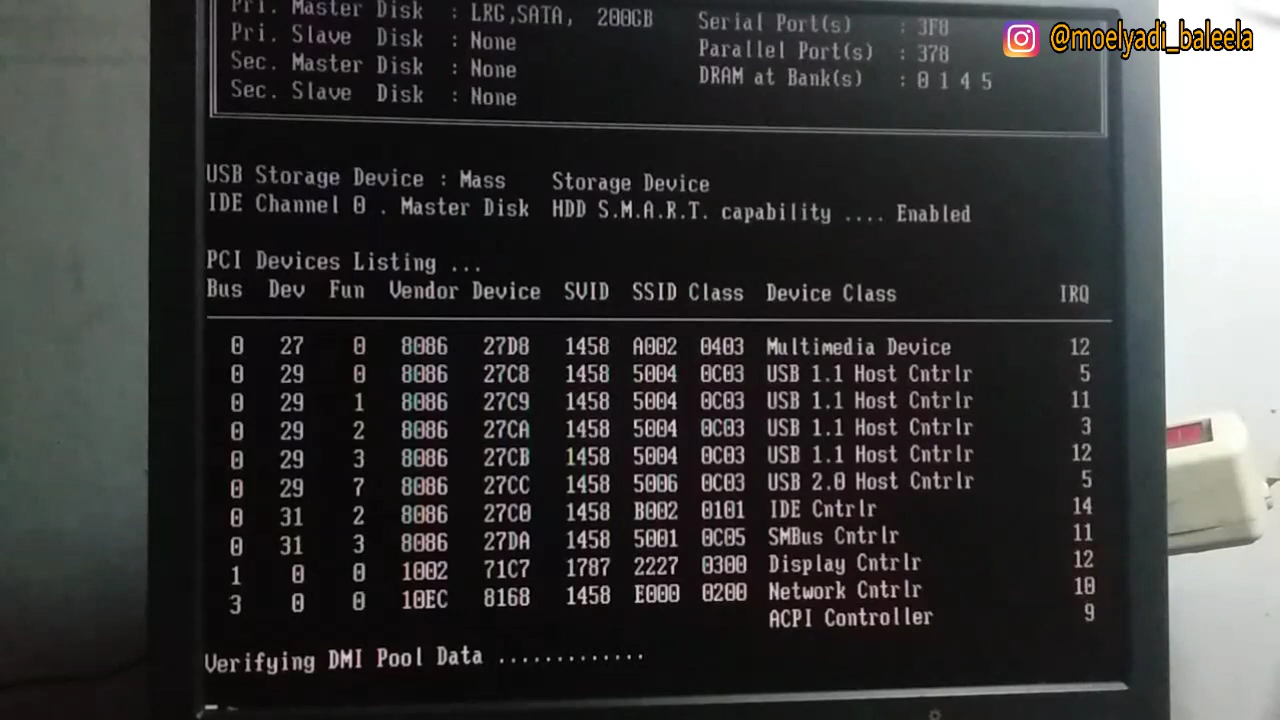 Pri. Master Disk : LRG,SATA, 200GB Serial Port(s) : 3F8
Pri. Slave Disk : None Parallel Port(s) : 378
Sec. Master Disk : None DRAM at Bank(s) : 0 1 4 5
Sec. Slave Disk : None
@moelyadi_baleela
USB Storage Device : Mass Storage Device
IDE Channel 0 . Master Disk HDD S.M.A.R.T. capability .... Enabled
PCI Devices Listing ...
Bus Dev Fun Vendor Device SVID SSID Class Device Class IRQ
0 27 0 8086 27D8 1458 A002 0403 Multimedia Device 12
0 29 0 8086 27C8 1458 5004 0C03 USB 1.1 Host Cntrlr 5
0 29 1 8086 27C9 1458 5004 0C03 USB 1.1 Host Cntrlr 11
0 29 2 8086 27CA 1458 5004 0C03 USB 1.1 Host Cntrlr 3
0 29 3 8086 27CB 1458 5004 0C03 USB 1.1 Host Cntrlr 12
0 29 7 8086 27CC 1458 5006 0C03 USB 2.0 Host Cntrlr 5
0 31 2 8086 27C0 1458 B002 0101 IDE Cntrlr 14
0 31 3 8086 27DA 1458 5001 0C05 SMBus Cntrlr 11
1 0 0 1002 71C7 1787 2227 0300 Display Cntrlr 12
3 0 0 10EC 8168 1458 E000 0200 Network Cntrlr 10
ACPI Controller 9
Verifying DMI Pool Data .............